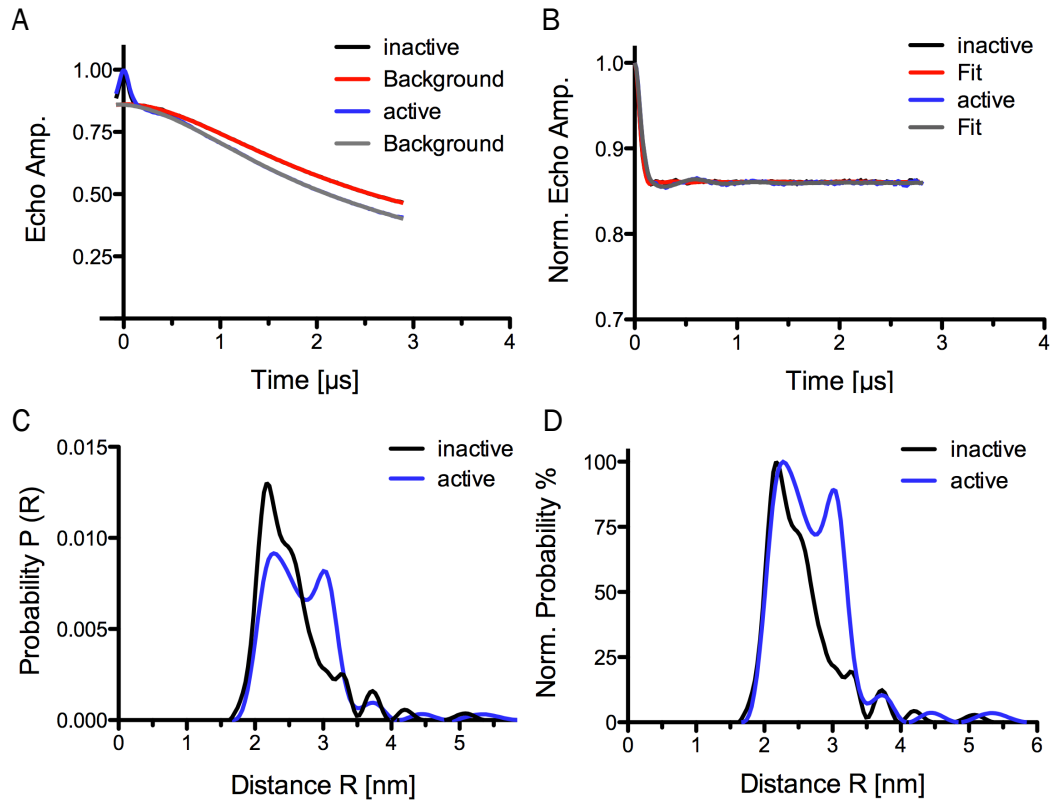 A
inactive
Background
active
Background
1.00
0.75
0.50
0.25
Echo Amp.
0 1 2 3 4
Time [µs]
B
inactive
Fit
active
Fit
1.0
0.9
0.8
0.7
Norm. Echo Amp.
0 1 2 3 4
Time [µs]
C
inactive
active
0.015
0.010
0.005
0.000
Probability P (R)
0 1 2 3 4 5
Distance R [nm]
D
inactive
active
100
75
50
25
0
Norm. Probability %
0 1 2 3 4 5 6
Distance R [nm]